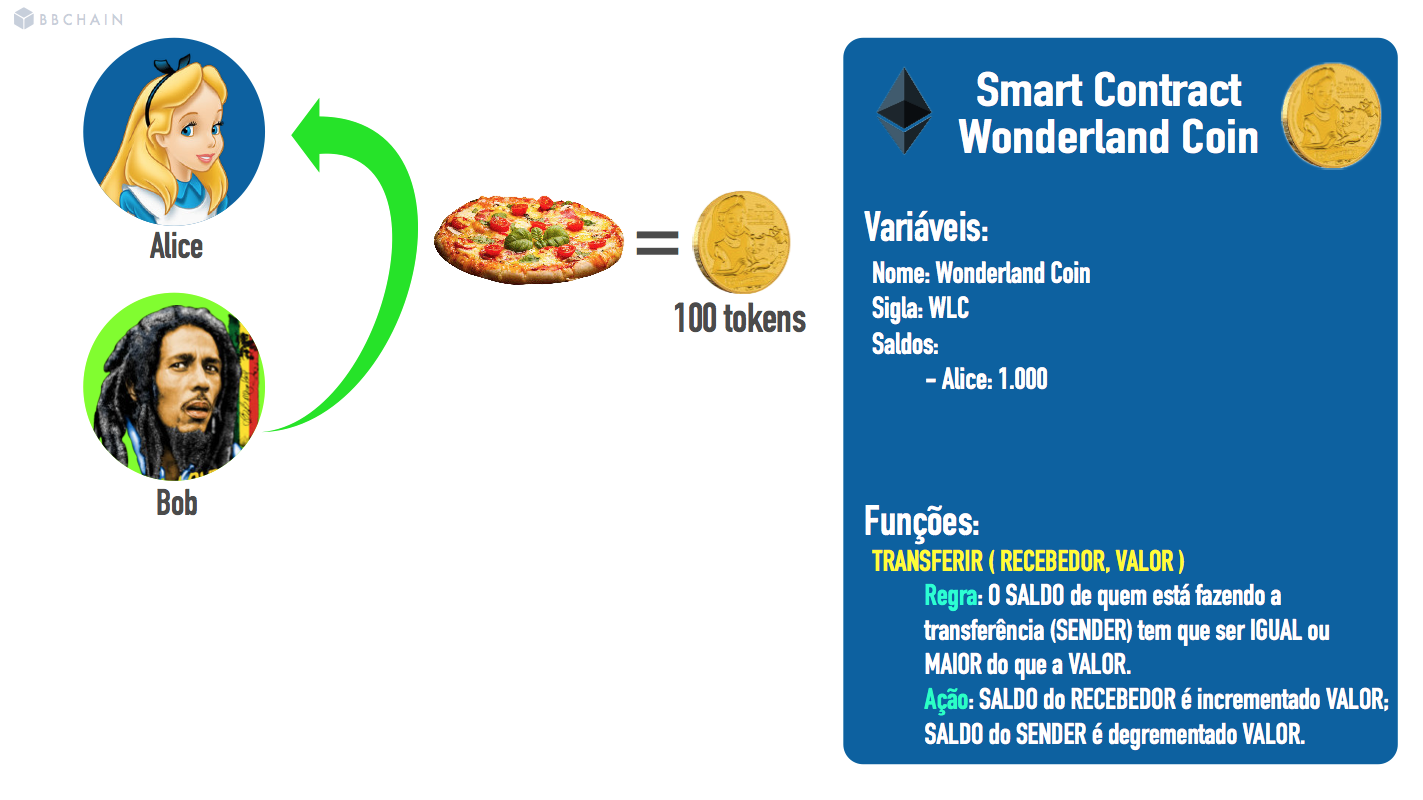 BBCHAIN
Alice
Bob
=
100 tokens
Smart Contract
Wonderland Coin
Variáveis:
Nome: Wonderland Coin
Sigla: WLC
Saldos:
- Alice: 1.000
Funções:
TRANSFERIR ( RECEBEDOR, VALOR )
Regra: O SALDO de quem está fazendo a
transferência (SENDER) tem que ser IGUAL ou
MAIOR do que a VALOR.
Ação: SALDO do RECEBEDOR é incrementado VALOR;
SALDO do SENDER é degrementado VALOR.